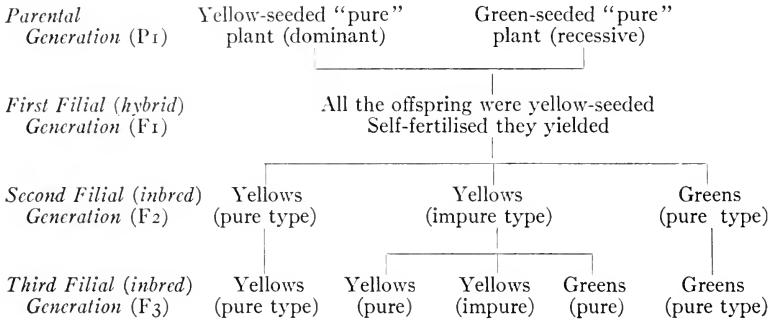 Parental Yellow-seeded “pure” Green-seeded “pure”
Generation (P1) plant (dominant) plant (recessive)
First Filial (hybrid) All the offspring were yellow-seeded
Generation (F1) Self-fertilised they yielded
Second Filial (inbred) Yellows Yellows Greens
Generation (F2) (pure type) (impure type) (pure type)
Third Filial (inbred) Yellows Yellows Yellows Greens Greens
Generation (F3) (pure type) (pure) (impure) (pure) (pure type)